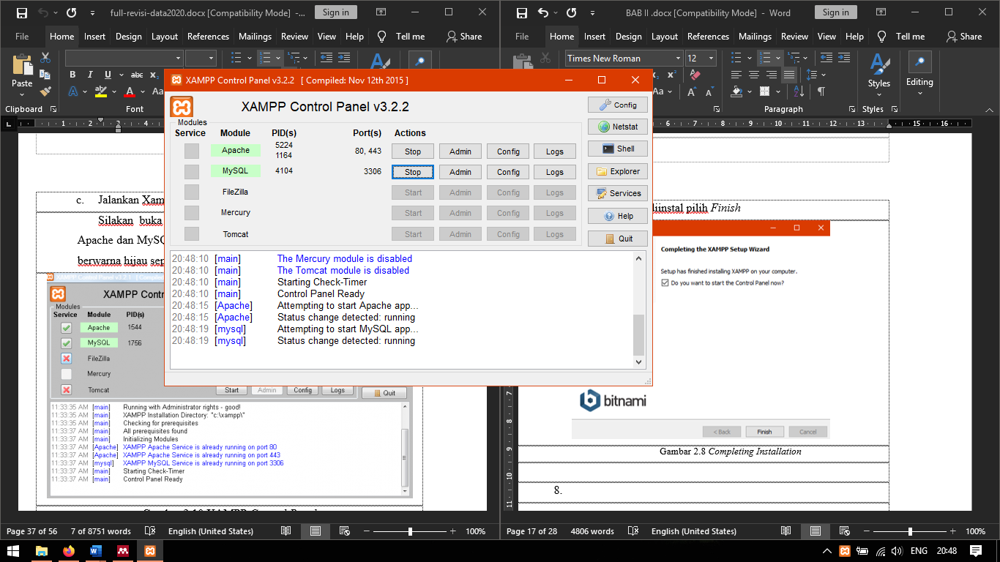 full-revisi-data2020.docx [Compatibility Mode] - ...
Sign in
BAB II .docx [Compatibility Mode] - Word
Sign in
File Home Insert Design Layout References Mailings Review View Help Tell me Share
File Home Insert Design Layout References Mailings Review View Help Tell me Share
Paste
Clipboard
B I U abc x
A Aa
Font
Times New Roman 12
Aa
Paragraph
Styles
Styles
Editing
XAMPP Control Panel v3.2.2 [ Compiled: Nov 12th 2015 ]
XAMPP Control Panel v3.2.2
Modules
Service Module PID(s) Port(s) Actions
Apache 5224 1164 80, 443 Stop Admin Config Logs
MySQL 4104 3306 Stop Admin Config Logs
FileZilla Start Admin Config Logs
Mercury Start Admin Config Logs
Tomcat Start Admin Config Logs
Config
Netstat
Shell
Explorer
Services
Help
Quit
20:48:10 [main] The Mercury module is disabled
20:48:10 [main] The Tomcat module is disabled
20:48:10 [main] Starting Check-Timer
20:48:10 [main] Control Panel Ready
20:48:15 [Apache] Attempting to start Apache app...
20:48:15 [Apache] Status change detected: running
20:48:19 [mysql] Attempting to start MySQL app...
20:48:19 [mysql] Status change detected: running
c. Jalankan Xam
Silakan buka
Apache dan MySQ
berwarna hijau se
XAMPP Control Panel v3.2.1 [ Compiled
XAMPP Contr
Modules
Service Module PID(s)
Apache 1544
MySQL 1756
FileZilla
Mercury
Tomcat Start Admin Config Logs
Quit
11:33:35 AM [main] Running with Administrator rights - good!
11:33:35 AM [main] XAMPP Installation Directory: "c:\xampp\"
11:33:35 AM [main] Checking for prerequisites
11:33:36 AM [main] All prerequisites found
11:33:36 AM [main] Initializing Modules
11:33:36 AM [Apache] XAMPP Apache Service is already running on port 80
11:33:37 AM [Apache] XAMPP Apache Service is already running on port 443
11:33:37 AM [mysql] XAMPP MySQL Service is already running on port 3306
11:33:37 AM [main] Starting Check-Timer
11:33:37 AM [main] Control Panel Ready
instal pilih Finish
Completing the XAMPP Setup Wizard
Setup has finished installing XAMPP on your computer.
Do you want to start the Control Panel now?
bitnami
< Back Finish Cancel
Gambar 2.8 Completing Installation
8.
Page 37 of 56 7 of 8751 words English (United States) 100%
Page 17 of 28 4806 words English (United States) 100%
ENG 20:48